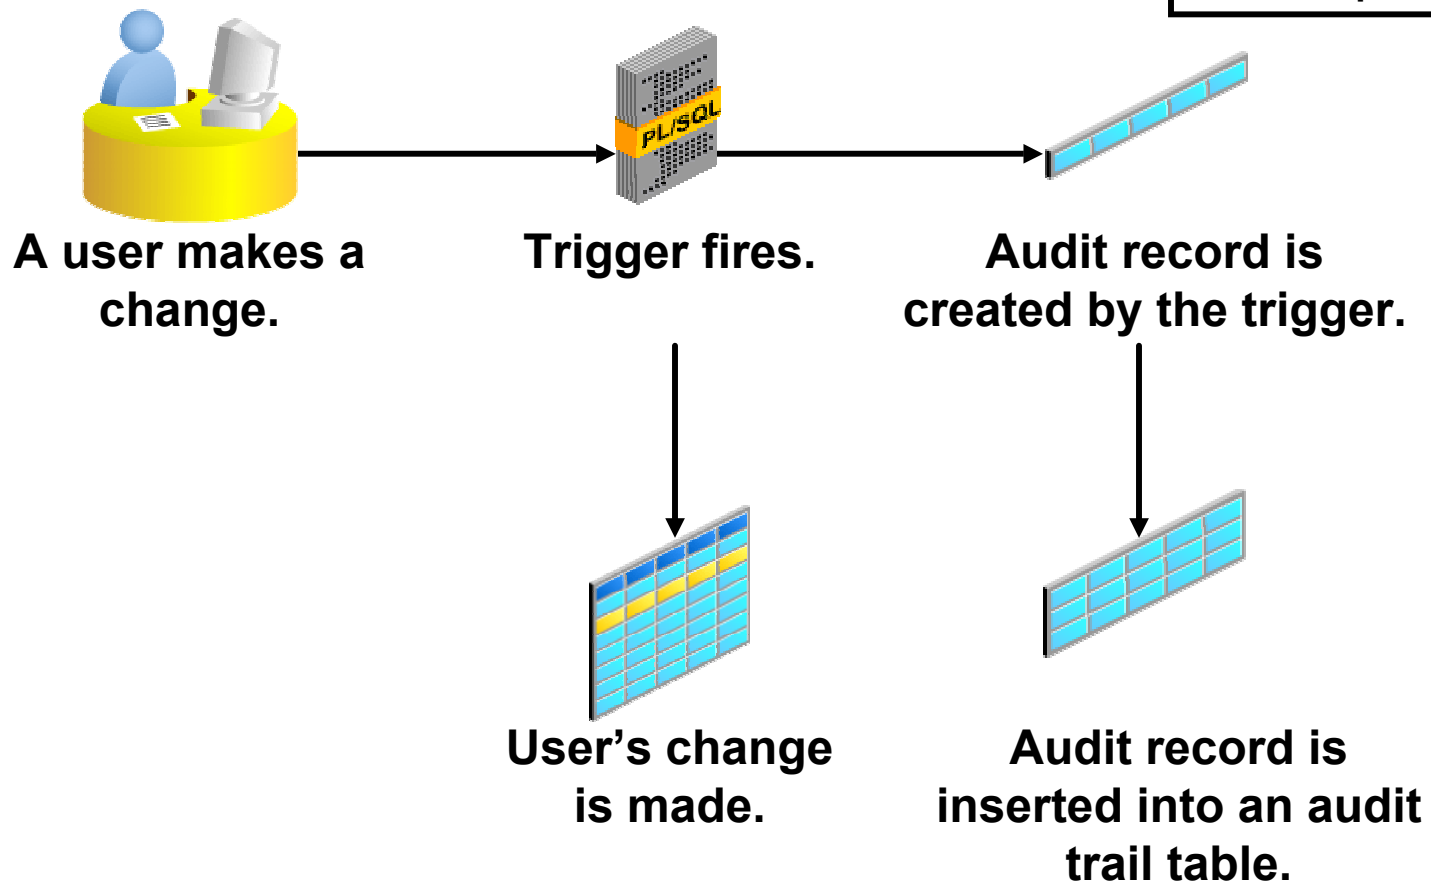 PL/SQL
A user makes a
change.
Trigger fires.
Audit record is
created by the trigger.
User’s change
is made.
Audit record is
inserted into an audit
trail table.